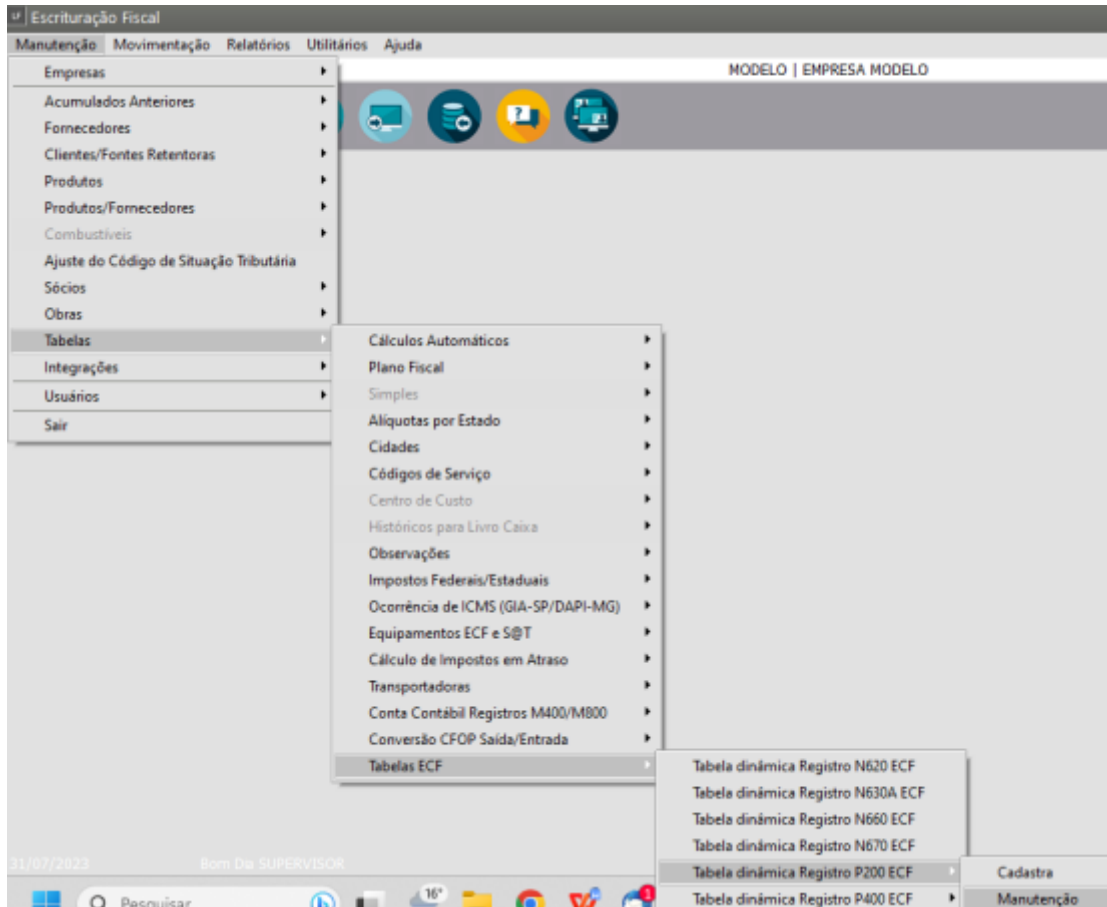 LF Escrituração Fiscal
Manutenção Movimentação Relatórios Utilitários Ajuda
MODELO | EMPRESA MODELO
Empresas
Acumulados Anteriores
Fornecedores
Clientes/Fontes Retentoras
Produtos
Produtos/Fornecedores
Combustíveis
Ajuste do Código de Situação Tributária
Sócios
Obras
Tabelas
Integrações
Usuários
Sair
Cálculos Automáticos
Plano Fiscal
Simples
Alíquotas por Estado
Cidades
Códigos de Serviço
Centro de Custo
Históricos para Livro Caixa
Observações
Impostos Federais/Estaduais
Ocorrência de ICMS (GIA-SP/DAPI-MG)
Equipamentos ECF e S@T
Cálculo de Impostos em Atraso
Transportadoras
Conta Contábil Registros M400/M800
Conversão CFOP Saída/Entrada
Tabelas ECF
Tabela dinâmica Registro N620 ECF
Tabela dinâmica Registro N630A ECF
Tabela dinâmica Registro N660 ECF
Tabela dinâmica Registro N670 ECF
Tabela dinâmica Registro P200 ECF
Tabela dinâmica Registro P400 ECF
Cadastra
Manutenção
31/07/2023 Bom Dia SUPERVISOR
Pesquisar
16°